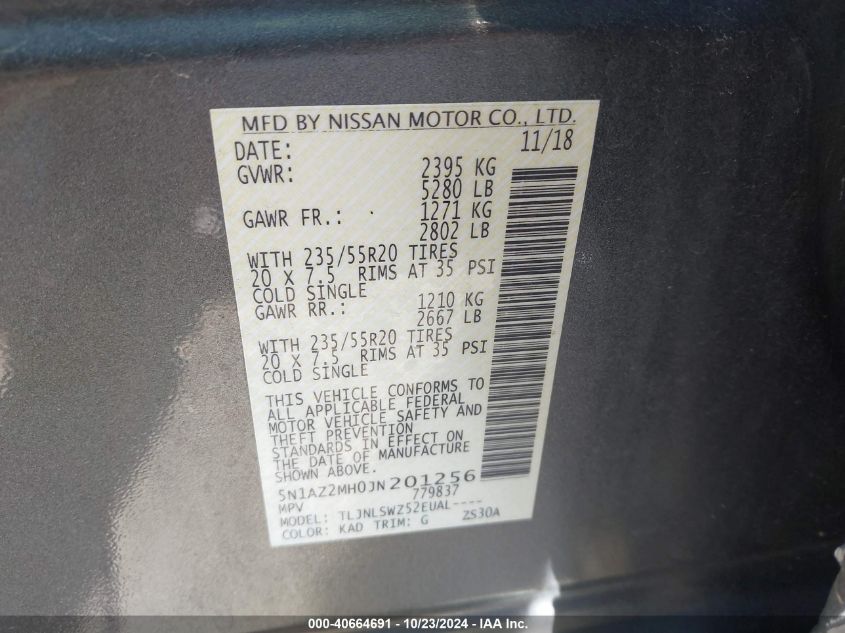 MFD BY NISSAN MOTOR CO., LTD.
DATE: 11/18
GVWR: 2395 KG
5280 LB
GAWR FR.: 1271 KG
2802 LB
WITH 235/55R20 TIRES
20 X 7.5 RIMS AT 35 PSI
COLD SINGLE
GAWR RR.: 1210 KG
2667 LB
WITH 235/55R20 TIRES
20 X 7.5 RIMS AT 35 PSI
COLD SINGLE
THIS VEHICLE CONFORMS TO
ALL APPLICABLE FEDERAL
MOTOR VEHICLE SAFETY AND
THEFT PREVENTION
STANDARDS IN EFFECT ON
THE DATE OF MANUFACTURE
SHOWN ABOVE.
5N1AZ2MH0JN201256
MPV 779837
MODEL: TLJNLSWZ52EUAL----
COLOR: KAD TRIM: G ZS30A
000-40664691 - 10/23/2024 - IAA Inc.